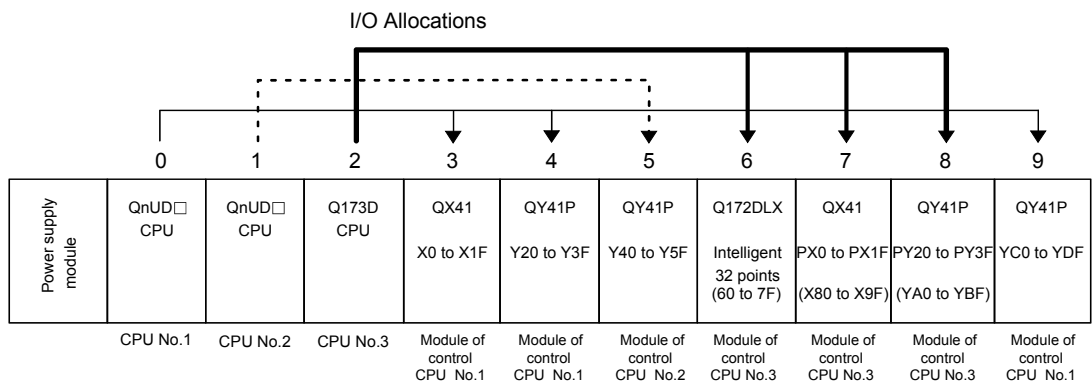 I/O Allocations
0 1 2 3 4 5 6 7 8 9
Power supply
module
QnUD□
CPU
QnUD□
CPU
Q173D
CPU
QX41
X0 to X1F
QY41P
Y20 to Y3F
QY41P
Y40 to Y5F
Q172DLX
Intelligent
32 points
(60 to 7F)
QX41
PX0 to PX1F
(X80 to X9F)
QY41P
PY20 to PY3F
(YA0 to YBF)
QY41P
YC0 to YDF
CPU No.1
CPU No.2
CPU No.3
Module of
control
CPU No.1
Module of
control
CPU No.1
Module of
control
CPU No.2
Module of
control
CPU No.3
Module of
control
CPU No.3
Module of
control
CPU No.3
Module of
control
CPU No.1